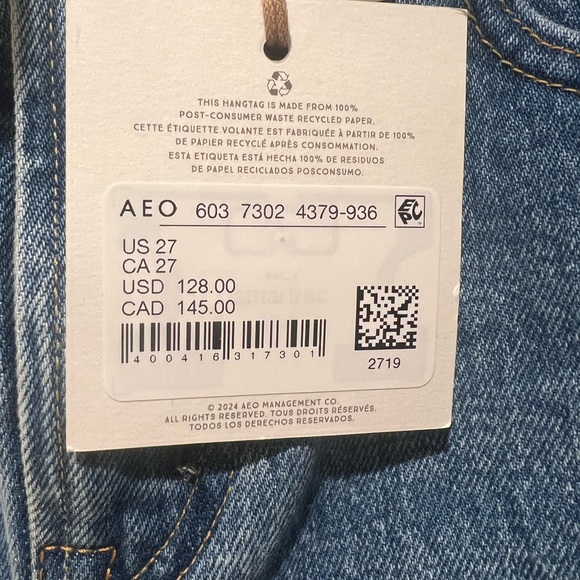 THIS HANGTAG IS MADE FROM 100%
POST-CONSUMER WASTE RECYCLED PAPER.
CETTE ÉTIQUETTE VOLANTE EST FABRIQUÉE À PARTIR DE 100%
DE PAPIER RECYCLÉ APRÈS CONSOMMATION.
ESTA ETIQUETA ESTÁ HECHA 100% DE RESIDUOS
DE PAPEL RECICLADOS POSCONSUMO.
AEO 603 7302 4379-936 EPC
US 27
CA 27
USD 128.00
CAD 145.00
400416317301
2719
© 2024 AEO MANAGEMENT CO.
ALL RIGHTS RESERVED. TOUS DROITS RÉSERVÉS.
TODOS LOS DERECHOS RESERVADOS.